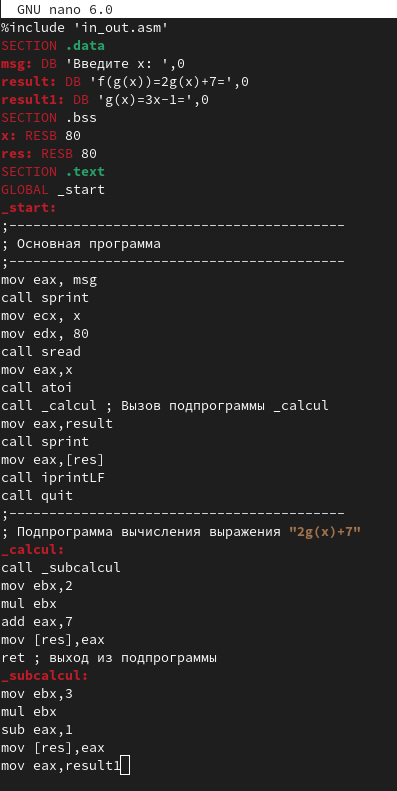 GNU nano 6.0
%include 'in_out.asm'
SECTION .data
msg: DB 'Введите x: ',0
result: DB 'f(g(x))=2g(x)+7=',0
result1: DB 'g(x)=3x-1=',0
SECTION .bss
x: RESB 80
res: RESB 80
SECTION .text
GLOBAL _start
_start:
;------------------------------------------
; Основная программа
;------------------------------------------
mov eax, msg
call sprint
mov ecx, x
mov edx, 80
call sread
mov eax,x
call atoi
call _calcul ; Вызов подпрограммы _calcul
mov eax,result
call sprint
mov eax,[res]
call iprintLF
call quit
;------------------------------------------
; Подпрограмма вычисления выражения "2g(x)+7"
_calcul:
call _subcalcul
mov ebx,2
mul ebx
add eax,7
mov [res],eax
ret ; выход из подпрограммы
_subcalcul:
mov ebx,3
mul ebx
sub eax,1
mov [res],eax
mov eax,result1